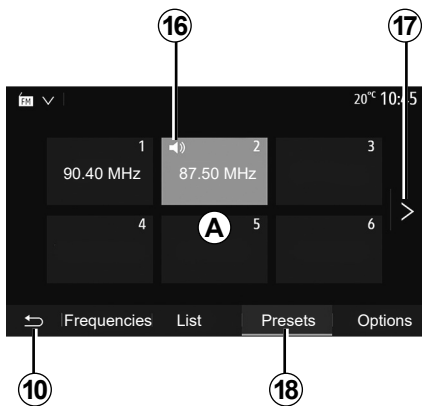 16 17
FM 20°C 10:45
1 2 3
90.40 MHz 87.50 MHz
4 A 5 6
Frequencies List Presets Options
10 18